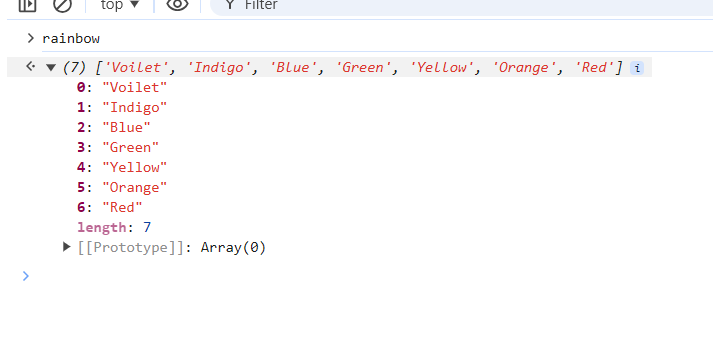 top ▼ Filter
> rainbow
(7) ['Voilet', 'Indigo', 'Blue', 'Green', 'Yellow', 'Orange', 'Red'] i
0: "Voilet"
1: "Indigo"
2: "Blue"
3: "Green"
4: "Yellow"
5: "Orange"
6: "Red"
length: 7
[[Prototype]]: Array(0)
>